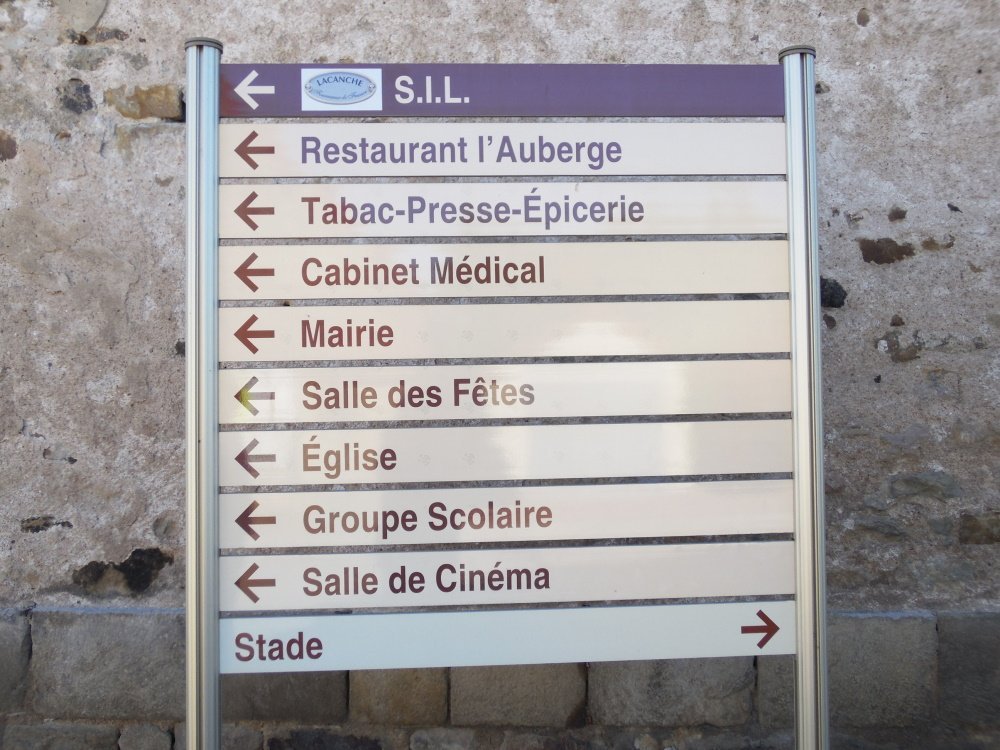 ← LACANCHE S.I.L.
← Restaurant l'Auberge
← Tabac-Presse-Épicerie
← Cabinet Médical
← Mairie
← Salle des Fêtes
← Église
← Groupe Scolaire
← Salle de Cinéma
Stade →